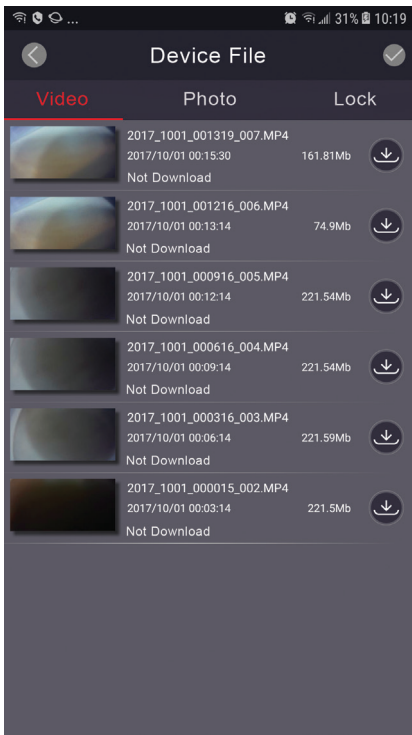 ... 31% 10:19
Device File
Video Photo Lock
2017_1001_001319_007.MP4
2017/10/01 00:15:30 161.81Mb
Not Download
2017_1001_001216_006.MP4
2017/10/01 00:13:14 74.9Mb
Not Download
2017_1001_000916_005.MP4
2017/10/01 00:12:14 221.54Mb
Not Download
2017_1001_000616_004.MP4
2017/10/01 00:09:14 221.54Mb
Not Download
2017_1001_000316_003.MP4
2017/10/01 00:06:14 221.59Mb
Not Download
2017_1001_000015_002.MP4
2017/10/01 00:03:14 221.5Mb
Not Download